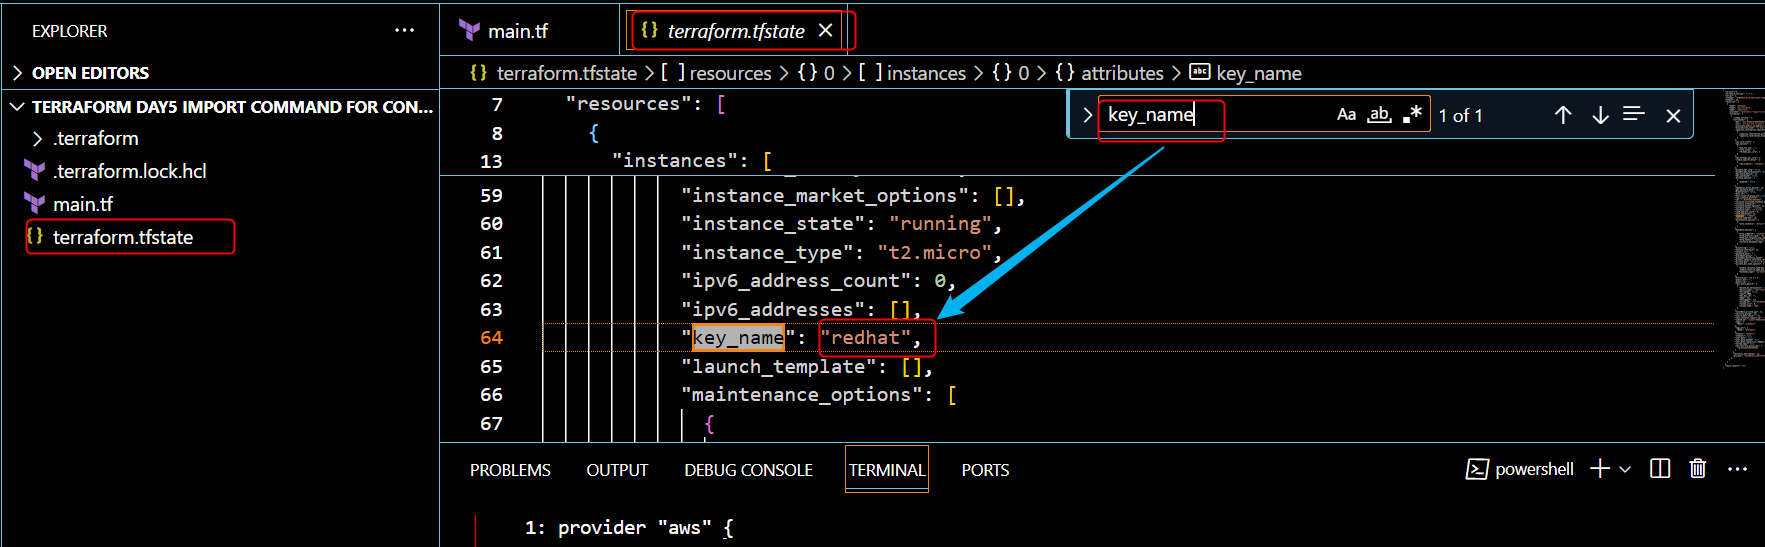 EXPLORER ...
OPEN EDITORS
TERRAFORM DAY5 IMPORT COMMAND FOR CON...
.terraform
.terraform.lock.hcl
main.tf
{} terraform.tfstate
main.tf
{} terraform.tfstate
{} terraform.tfstate > [ ] resources > {} 0 > [ ] instances > {} 0 > {} attributes > abc key_name
key_name Aa ab .* 1 of 1
7 "resources": [
8 {
13 "instances": [
59 "instance_market_options": [],
60 "instance_state": "running",
61 "instance_type": "t2.micro",
62 "ipv6_address_count": 0,
63 "ipv6_addresses": [],
64 "key_name": "redhat",
65 "launch_template": [],
66 "maintenance_options": [
67 {
PROBLEMS OUTPUT DEBUG CONSOLE TERMINAL PORTS
powershell
1: provider "aws" {